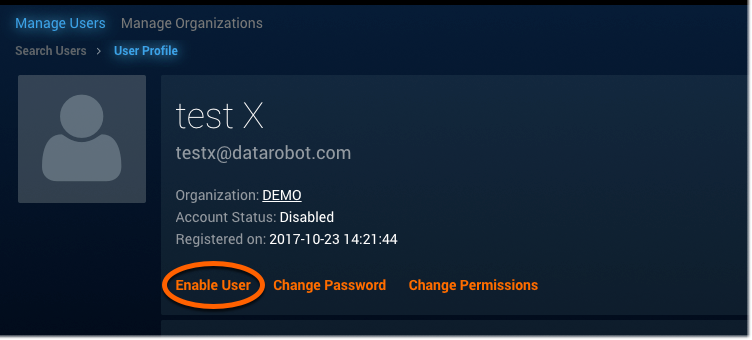 Manage Users Manage Organizations
Search Users > User Profile
test X
testx@datarobot.com
Organization: DEMO
Account Status: Disabled
Registered on: 2017-10-23 14:21:44
Enable User Change Password Change Permissions